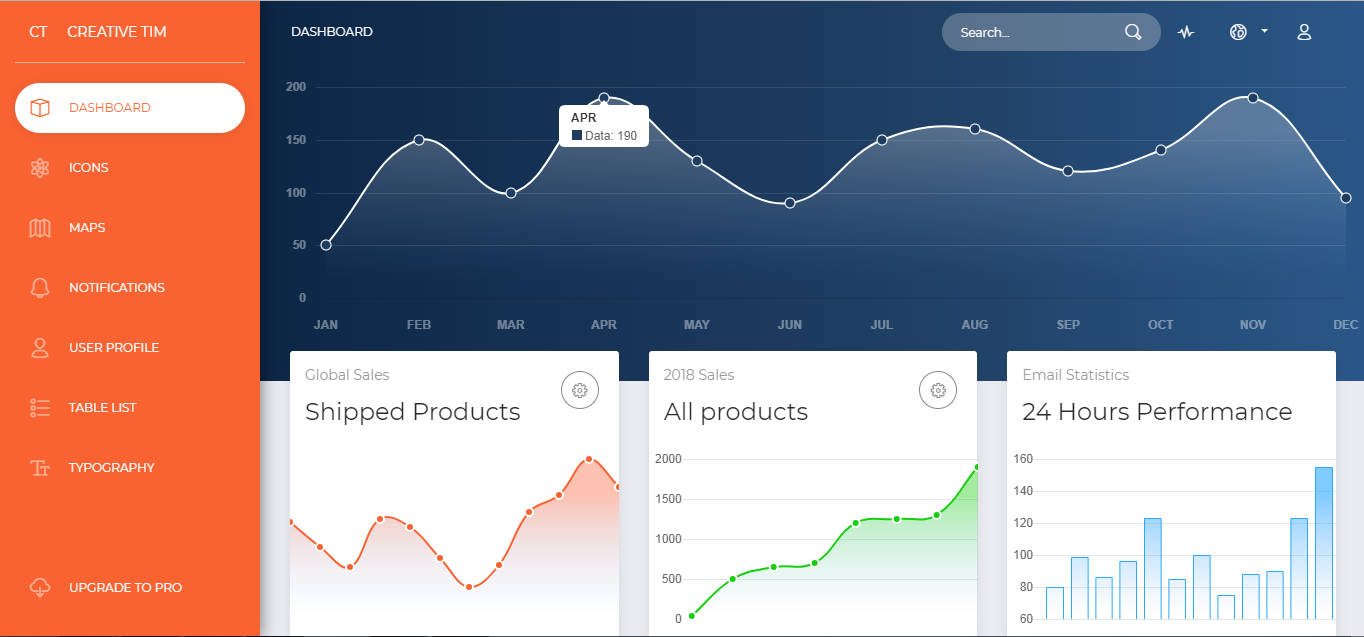 CT CREATIVE TIM
DASHBOARD
ICONS
MAPS
NOTIFICATIONS
USER PROFILE
TABLE LIST
TYPOGRAPHY
UPGRADE TO PRO
DASHBOARD
Search...
200
150
100
50
0
APR
Data: 190
JAN FEB MAR APR MAY JUN JUL AUG SEP OCT NOV DEC
Global Sales
Shipped Products
2018 Sales
All products
2000
1500
1000
500
0
Email Statistics
24 Hours Performance
160
140
120
100
80
60